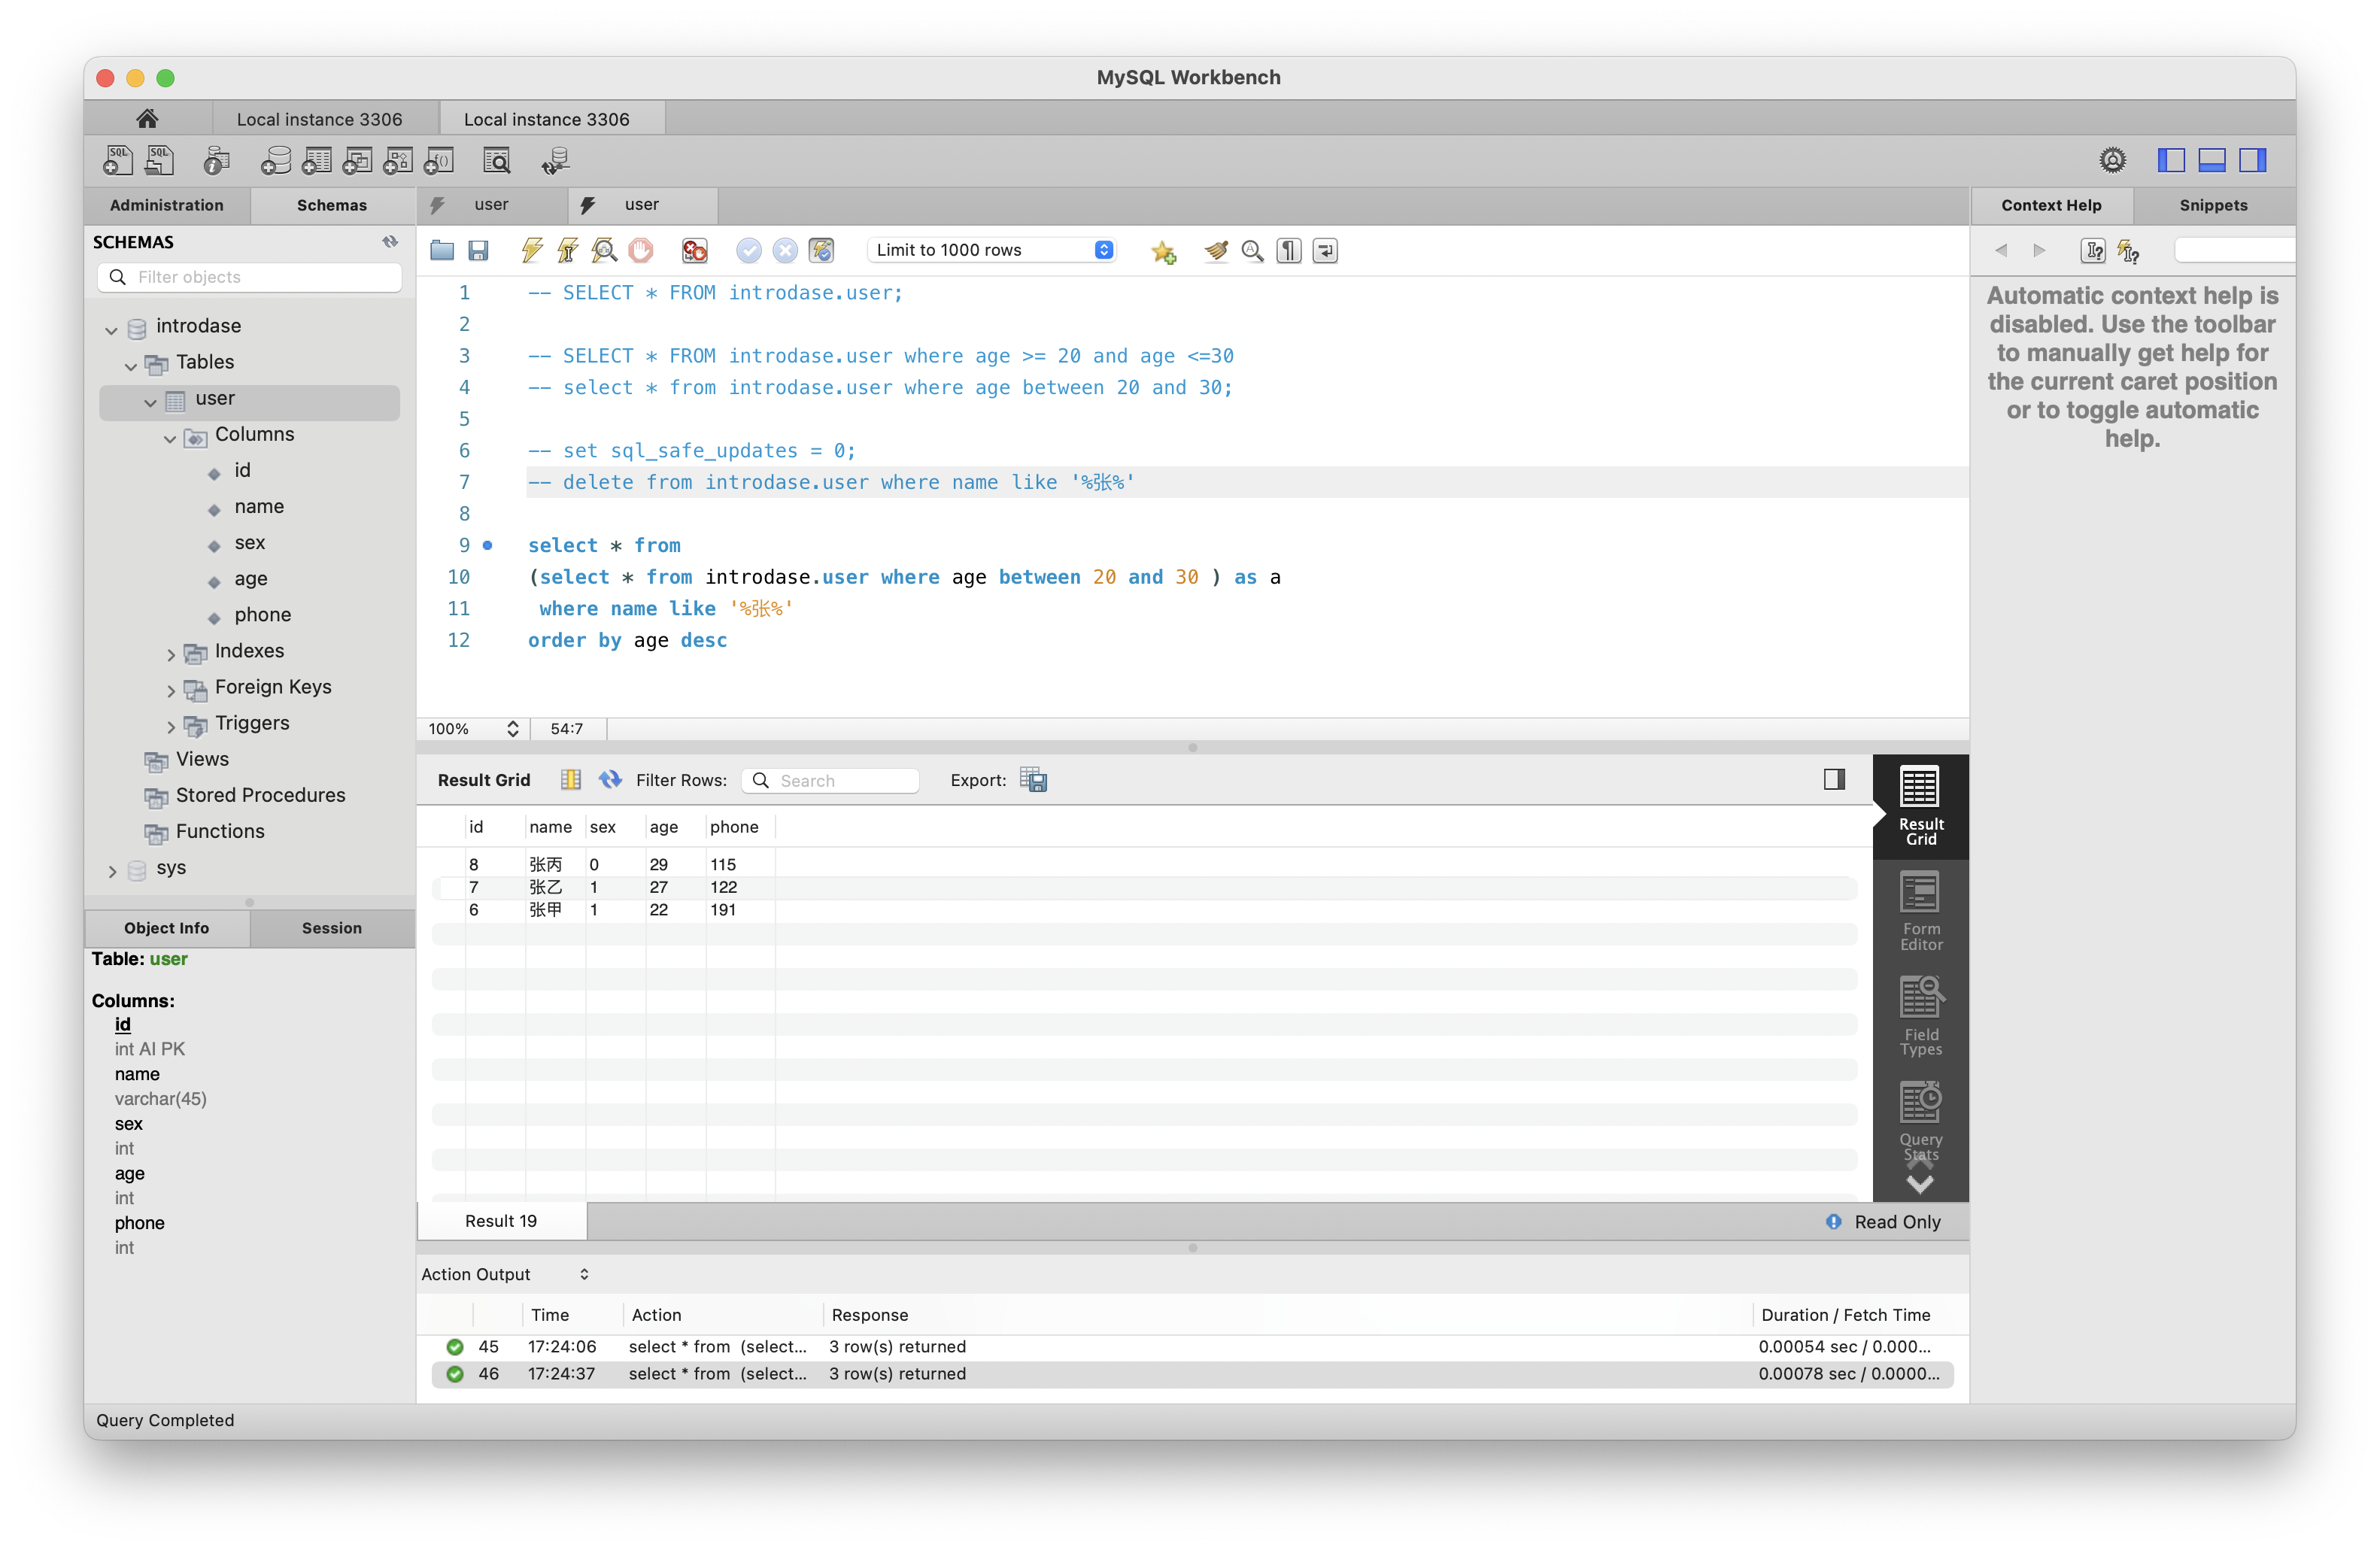 MySQL Workbench
Local instance 3306
Local instance 3306
Administration
Schemas
SCHEMAS
Filter objects
introdase
Tables
user
Columns
id
name
sex
age
phone
Indexes
Foreign Keys
Triggers
Views
Stored Procedures
Functions
sys
Object Info
Session
Table: user
Columns:
id
int AI PK
name
varchar(45)
sex
int
age
int
phone
int
user
user
Limit to 1000 rows
1 -- SELECT * FROM introdase.user;
2
3 -- SELECT * FROM introdase.user where age >= 20 and age <=30
4 -- select * from introdase.user where age between 20 and 30;
5
6 -- set sql_safe_updates = 0;
7 -- delete from introdase.user where name like '%张%'
8
9 select * from
10 (select * from introdase.user where age between 20 and 30 ) as a
11 where name like '%张%'
12 order by age desc
100% 54:7
Result Grid Filter Rows: Search Export:
id name sex age phone
8 张丙 0 29 115
7 张乙 1 27 122
6 张甲 1 22 191
Result Grid
Form Editor
Field Types
Query Stats
Result 19
Read Only
Action Output
Time Action Response Duration / Fetch Time
45 17:24:06 select * from (select... 3 row(s) returned 0.00054 sec / 0.000...
46 17:24:37 select * from (select... 3 row(s) returned 0.00078 sec / 0.0000...
Context Help
Snippets
Automatic context help is
disabled. Use the toolbar
to manually get help for
the current caret position
or to toggle automatic
help.
Query Completed